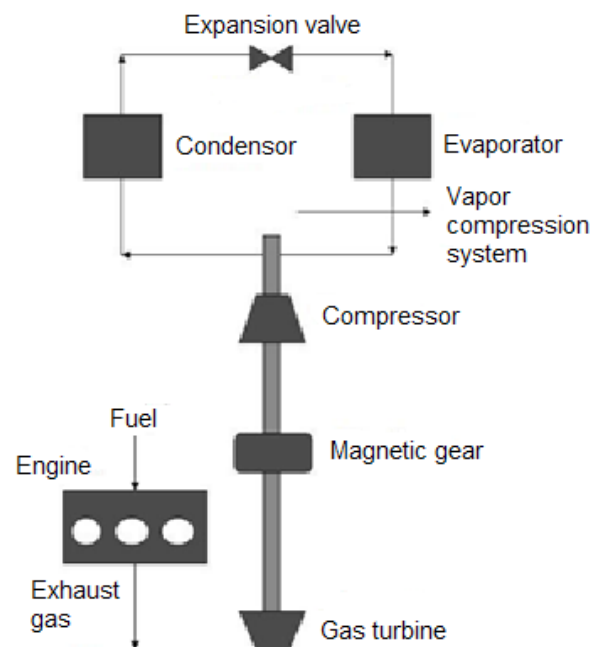 Expansion valve
Condensor
Evaporator
Vapor
compression
system
Compressor
Fuel
Magnetic gear
Engine
Exhaust
gas
Gas turbine